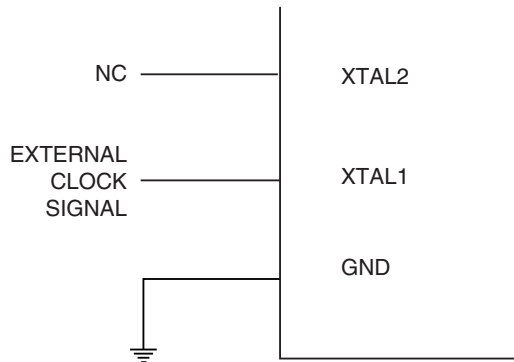 NC
XTAL2
EXTERNAL
CLOCK
SIGNAL
XTAL1
GND